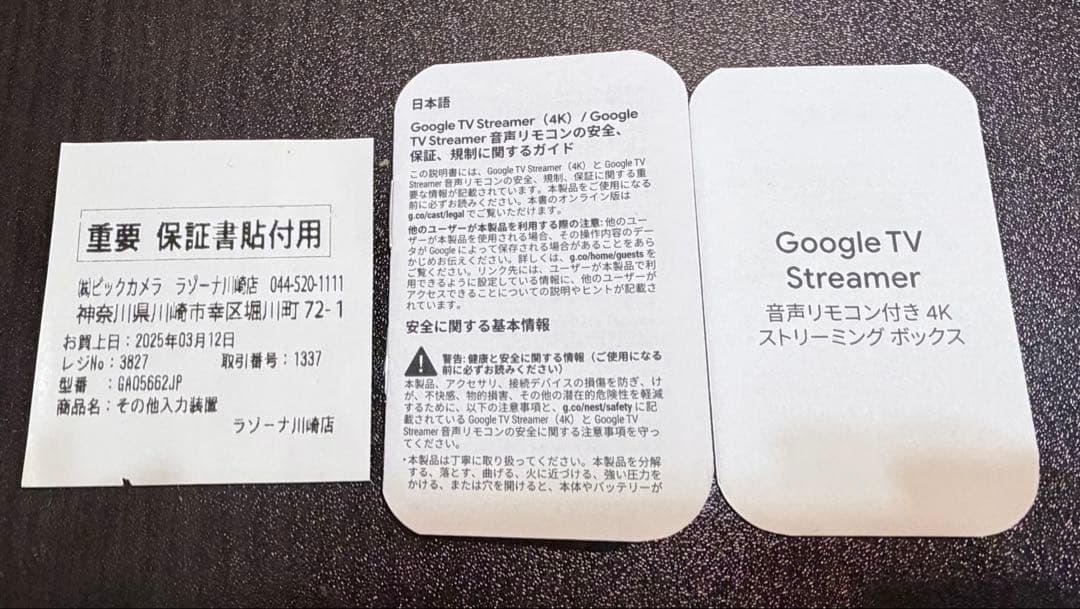 重要 保証書貼付用
㈱ビックカメラ ラゾーナ川崎店 044-520-1111
神奈川県川崎市幸区堀川町72-1
お買上日：2025年03月12日
レジNo：3827 取引番号：1337
型番 ：GA05662JP
商品名：その他入力装置
ラゾーナ川崎店
日本語
Google TV Streamer（4K）/ Google
TV Streamer 音声リモコンの安全、
保証、規制に関するガイド
この説明書には、Google TV Streamer（4K）と Google TV
Streamer 音声リモコンの安全、規制、保証に関する重
要な情報が記載されています。本製品をご使用になる
前に必ずお読みください。本書のオンライン版は
g.co/cast/legal でご覧いただけます。
他のユーザーが本製品を利用する際の注意: 他のユー
ザーが本製品を使用される場合、その操作内容のデー
タが Google によって保存される場合があることをあら
かじめお伝えください。詳しくは、g.co/home/guests を
ご覧ください。リンク先には、ユーザーが本製品で利
用できるように設定している情報に、他のユーザーが
アクセスできることについての説明やヒントが記載さ
れています。
安全に関する基本情報
警告: 健康と安全に関する情報（ご使用になる
前に必ずお読みください）
本製品、アクセサリ、接続デバイスの損傷を防ぎ、け
が、不快感、物的損害、その他の潜在的危険性を軽減
するために、以下の注意事項と、g.co/nest/safety に記
載されている Google TV Streamer（4K）と Google TV
Streamer 音声リモコンの安全に関する注意事項を守っ
てください。
・本製品は丁寧に取り扱ってください。本製品を分解
する、落とす、曲げる、火に近づける、強い圧力を
かける、または穴を開けると、本体やバッテリーが
Google TV
Streamer
音声リモコン付き 4K
ストリーミング ボックス